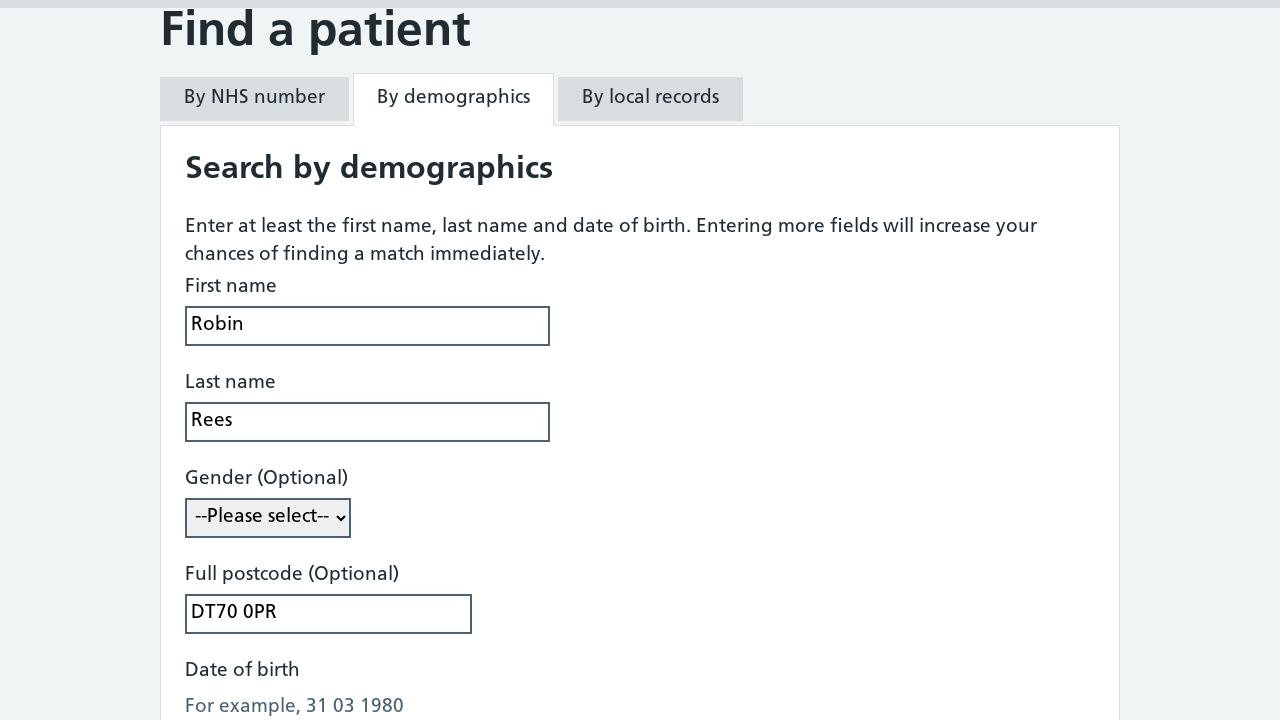 Find a patient
By NHS number
By demographics
By local records
Search by demographics
Enter at least the first name, last name and date of birth. Entering more fields will increase your
chances of finding a match immediately.
First name
Robin
Last name
Rees
Gender (Optional)
--Please select--
Full postcode (Optional)
DT70 0PR
Date of birth
For example, 31 03 1980